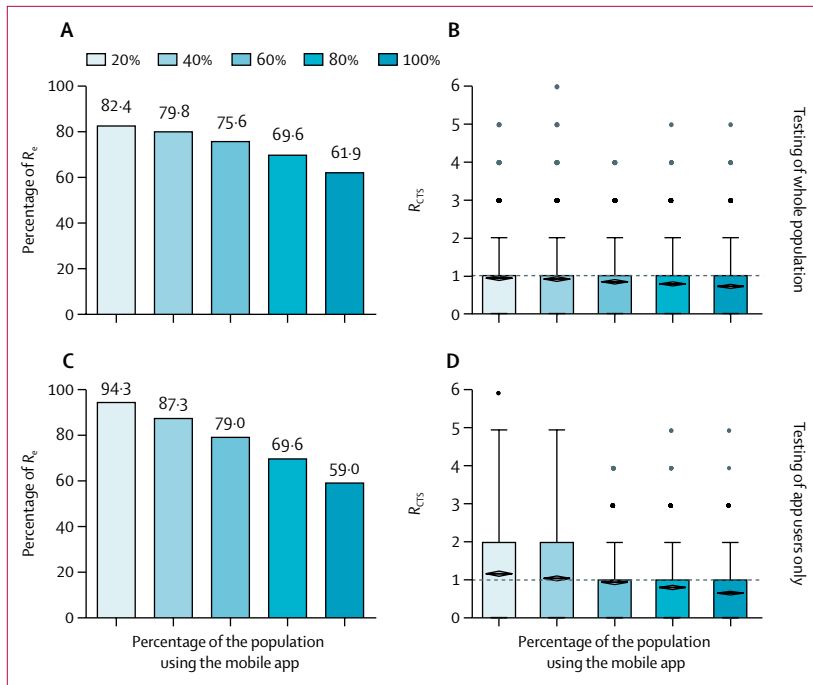 A
B
20% 40% 60% 80% 100%
Percentage of Rₑ
100
80
60
40
20
0
82·4
79·8
75·6
69·6
61·9
R_CTS
6
5
4
3
2
1
0
Testing of whole population
C
D
Percentage of Rₑ
100
80
60
40
20
0
94·3
87·3
79·0
69·6
59·0
Percentage of the population
using the mobile app
R_CTS
6
5
4
3
2
1
0
Percentage of the population
using the mobile app
Testing of app users only